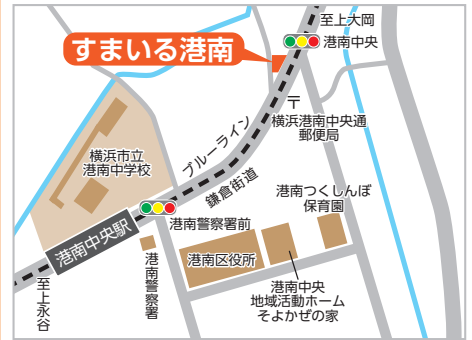 至上大岡
すまいる港南
港南中央
〒
横浜港南中央通
郵便局
ブルーライン
鎌倉街道
横浜市立
港南中学校
港南つくしんぼ
保育園
港南警察署前
港南中央駅
港南区役所
港南警察署
至上永谷
港南中央
地域活動ホーム
そよかぜの家